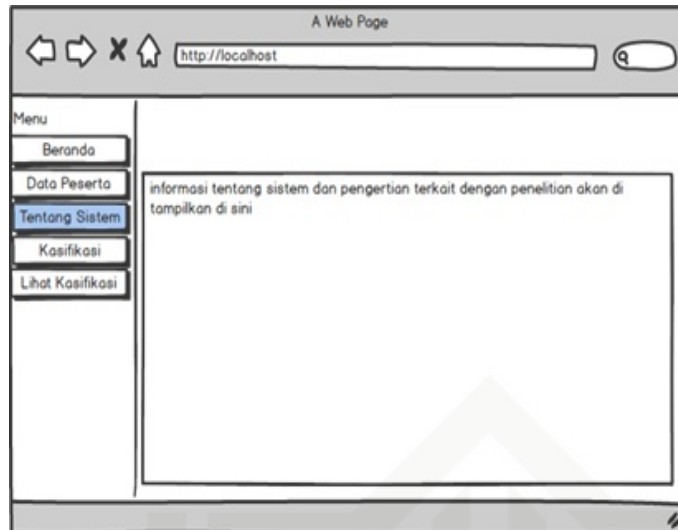 A Web Page
http://localhost
Menu
Beranda
Data Peserta
Tentang Sistem
Kasifikasi
Lihat Kasifikasi
informasi tentang sistem dan pengertian terkait dengan penelitian akan di
tampilkan di sini